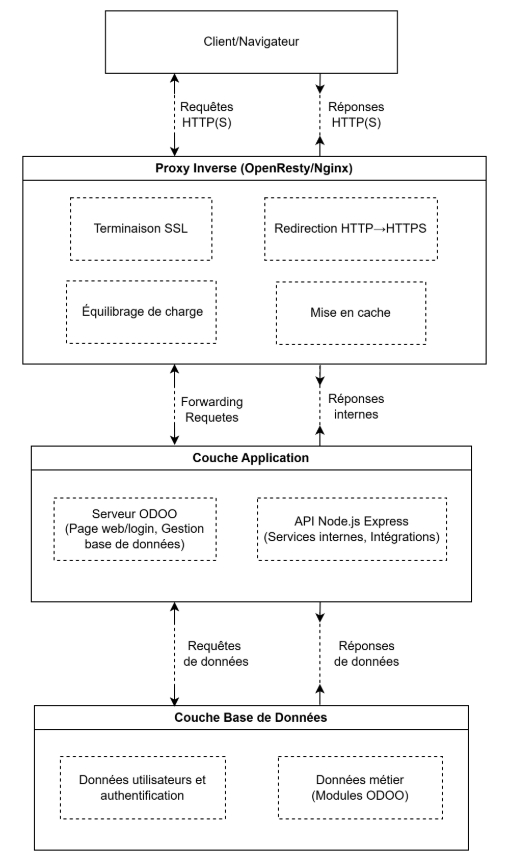 Client/Navigateur
Requêtes
HTTP(S)
Réponses
HTTP(S)
Proxy Inverse (OpenResty/Nginx)
Terminaison SSL
Redirection HTTP→HTTPS
Équilibrage de charge
Mise en cache
Forwarding
Requetes
Réponses
internes
Couche Application
Serveur ODOO
(Page web/login, Gestion
base de données)
API Node.js Express
(Services internes, Intégrations)
Requêtes
de données
Réponses
de données
Couche Base de Données
Données utilisateurs et
authentification
Données métier
(Modules ODOO)